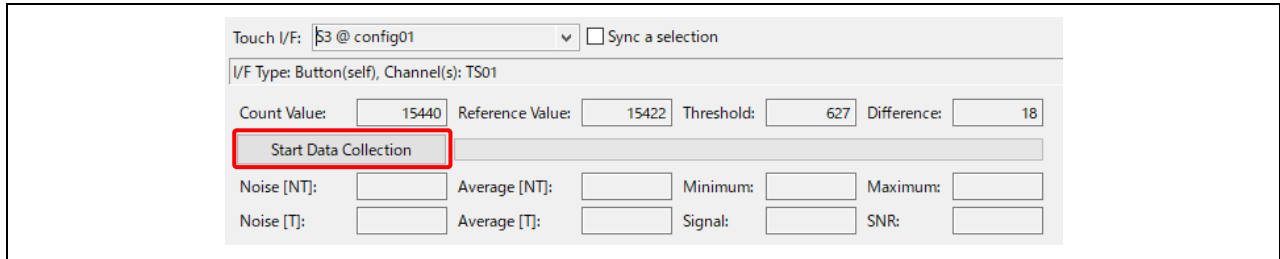 Touch I/F: S3 @ config01 Sync a selection
I/F Type: Button(self), Channel(s): TS01
Count Value: 15440 Reference Value: 15422 Threshold: 627 Difference: 18
Start Data Collection
Noise [NT]: Average [NT]: Minimum: Maximum:
Noise [T]: Average [T]: Signal: SNR: